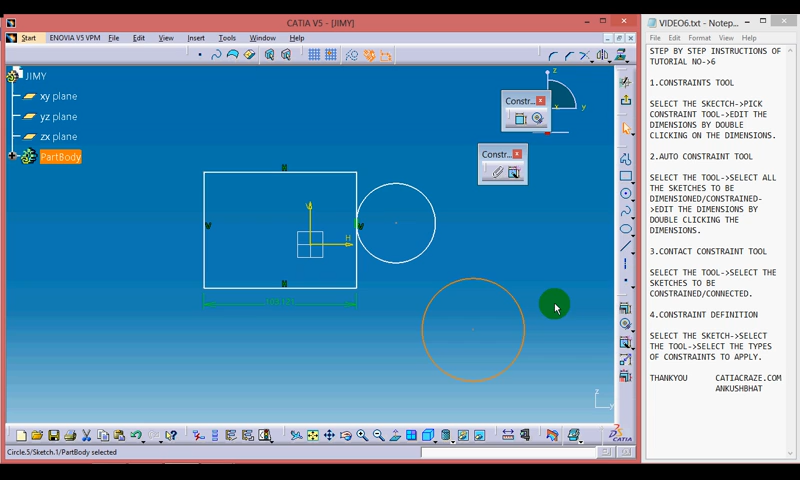 CATIA V5 - [JIMY]
Start
ENOVIA V5 VPM
File
Edit
View
Insert
Tools
Window
Help
JIMY
xy plane
yz plane
zx plane
PartBody
Constr...
Constr...
z
x
y
H
V
H
V
V
H
z
y
CATIA
Circle.5/Sketch.1/PartBody selected
VIDEO6.txt - Notep...
File Edit Format View Help
STEP BY STEP INSTRUCTIONS OF
TUTORIAL NO->6
1.CONSTRAINTS TOOL
SELECT THE SKECTCH->PICK
CONSTRAINT TOOL->EDIT THE
DIMENSIONS BY DOUBLE
CLICKING ON THE DIMENSIONS.
2.AUTO CONSTRAINT TOOL
SELECT THE TOOL->SELECT ALL
THE SKETCHES TO BE
DIMENSIONED/CONSTRAINED->
EDIT THE DIMENSIONS BY
DOUBLE CLICKING THE
DIMENSIONS.
3.CONTACT CONSTRAINT TOOL
SELECT THE TOOL->SELECT THE
SKETCHES TO BE
CONSTRAINED/CONNECTED.
4.CONSTRAINT DEFINITION
SELECT THE SKETCH->SELECT
THE TOOL->SELECT THE TYPES
OF CONSTRAINTS TO APPLY.
THANKYOU CATIACRAZE.COM
ANKUSHBHAT